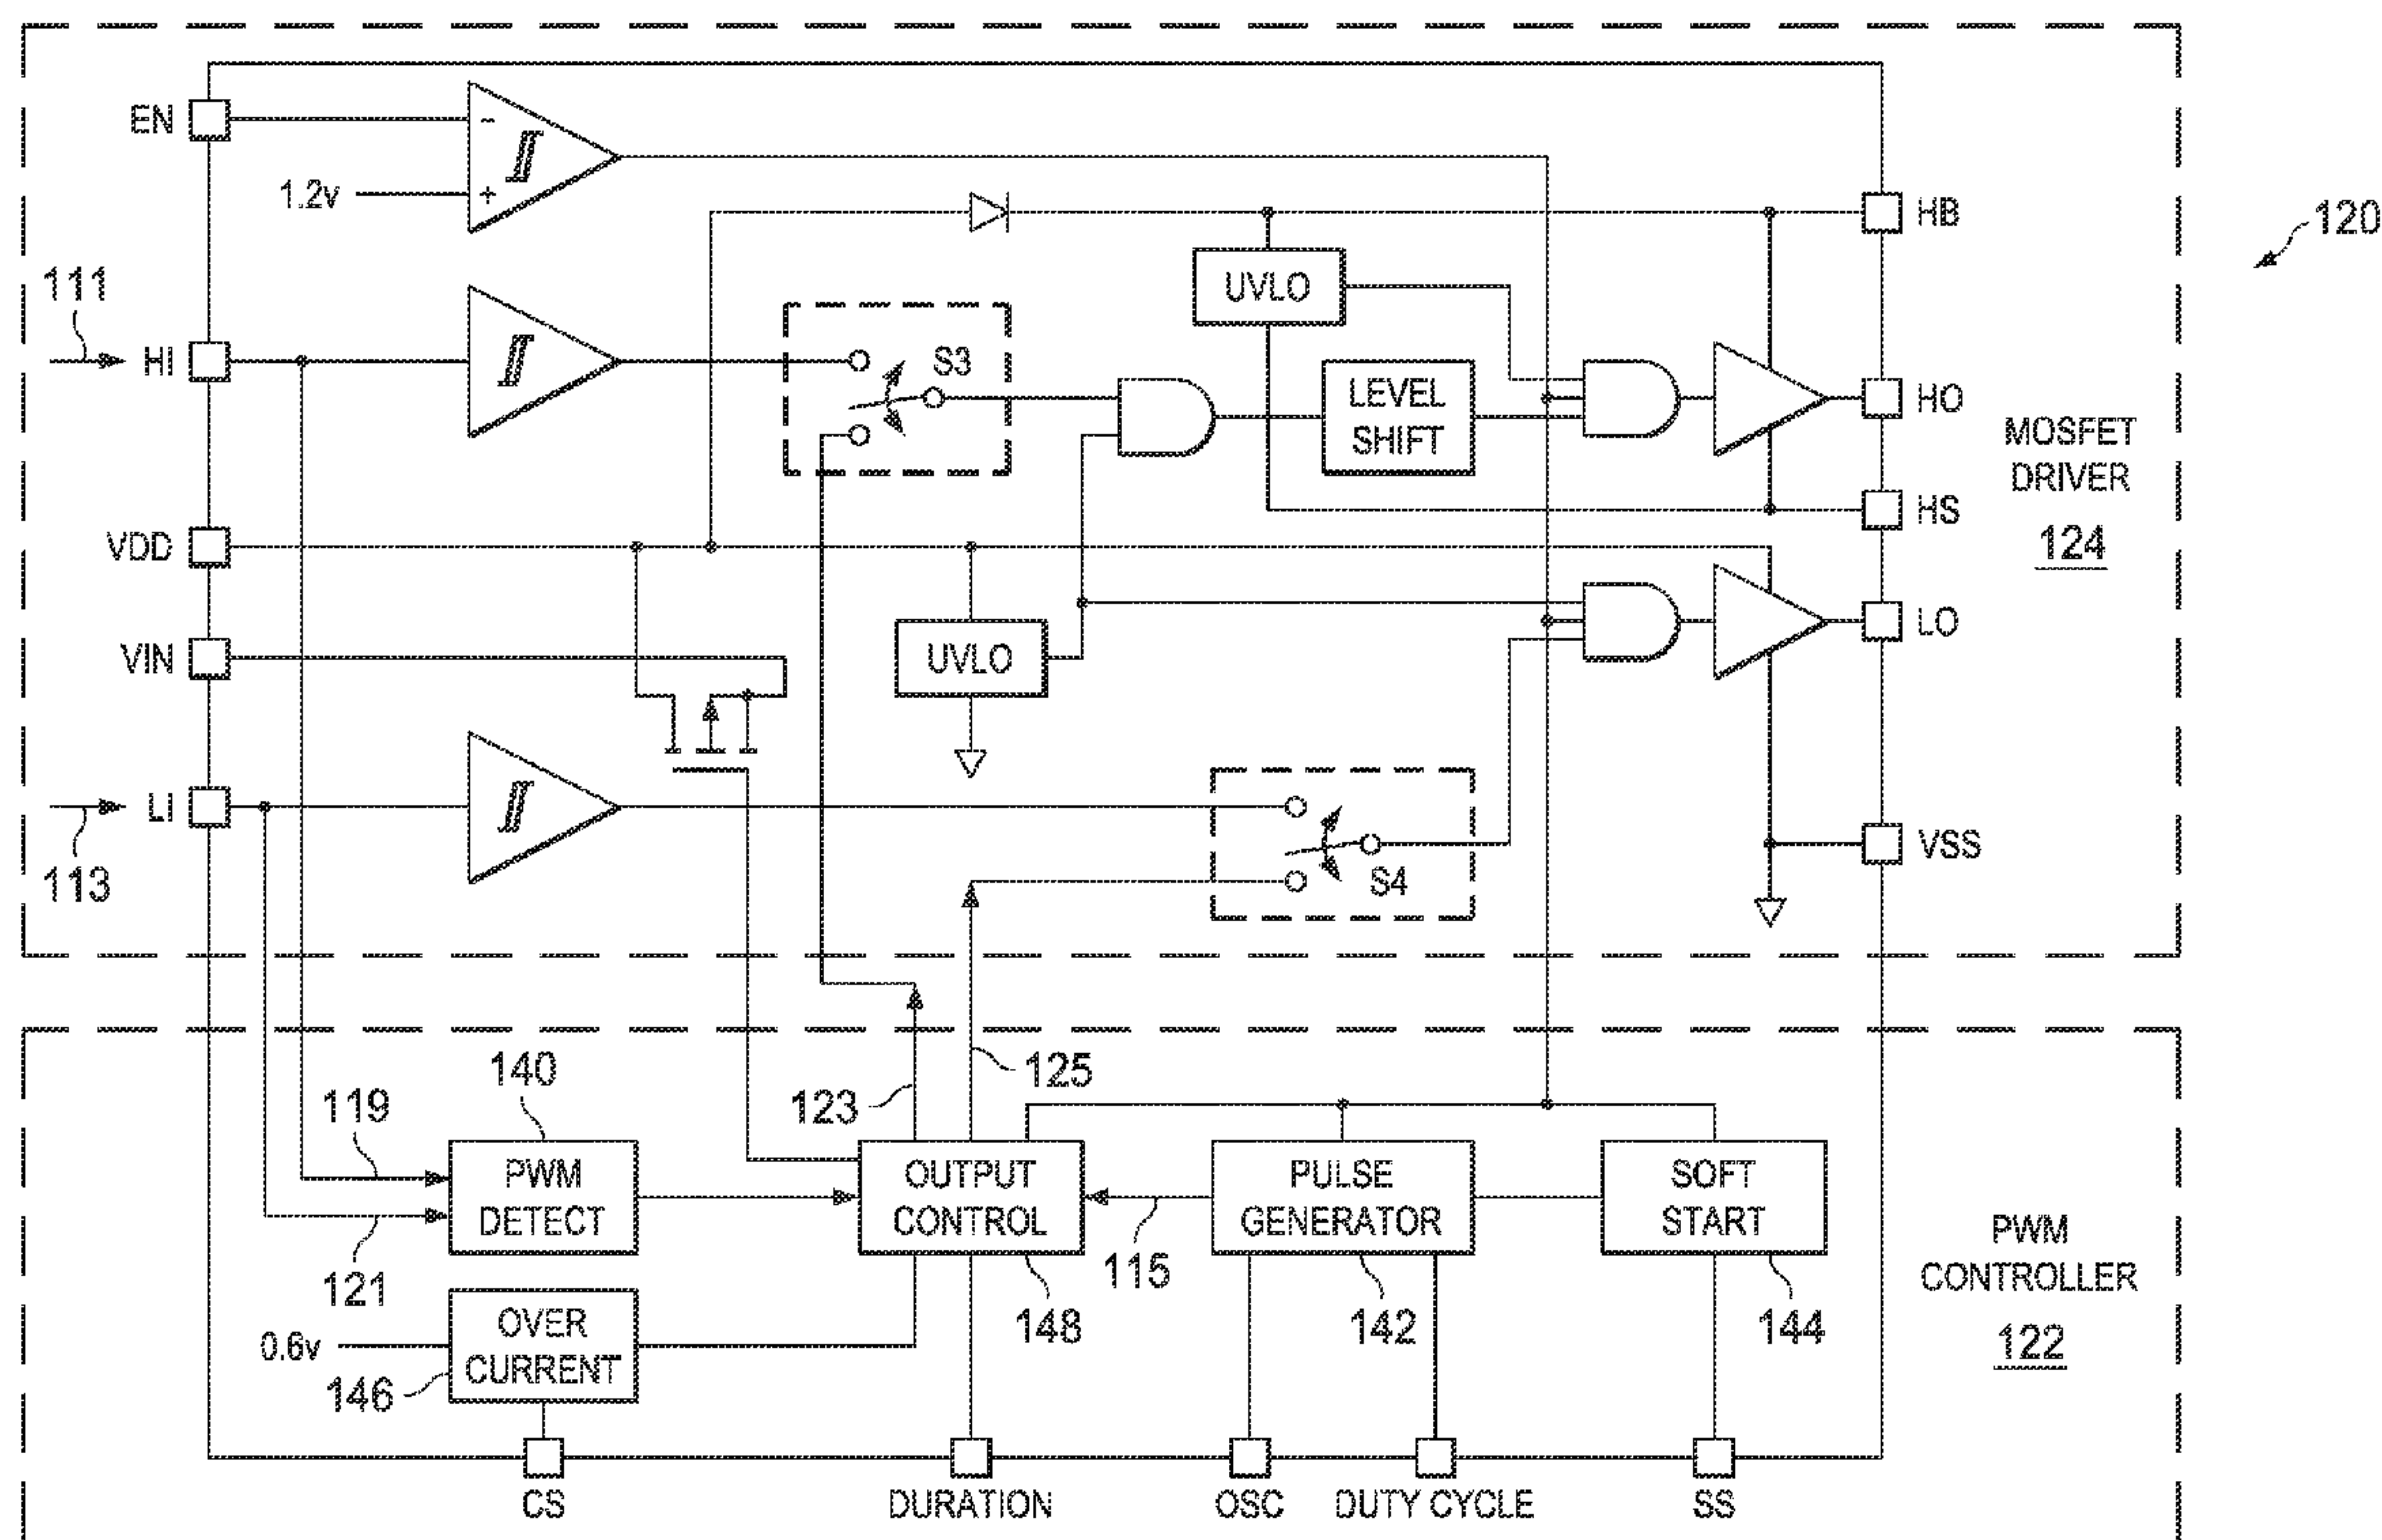 EN
-
1.2v
+
HB
120
UVLO
111
HI
S3
LEVEL
SHIFT
HO
MOSFET
DRIVER
124
HS
VDD
LO
VIN
UVLO
LI
113
S4
VSS
140
125
123
119
PWM
DETECT
OUTPUT
CONTROL
PULSE
GENERATOR
SOFT
START
121
115
PWM
CONTROLLER
122
148
142
144
0.6v
OVER
CURRENT
146
CS
DURATION
OSC
DUTY CYCLE
SS